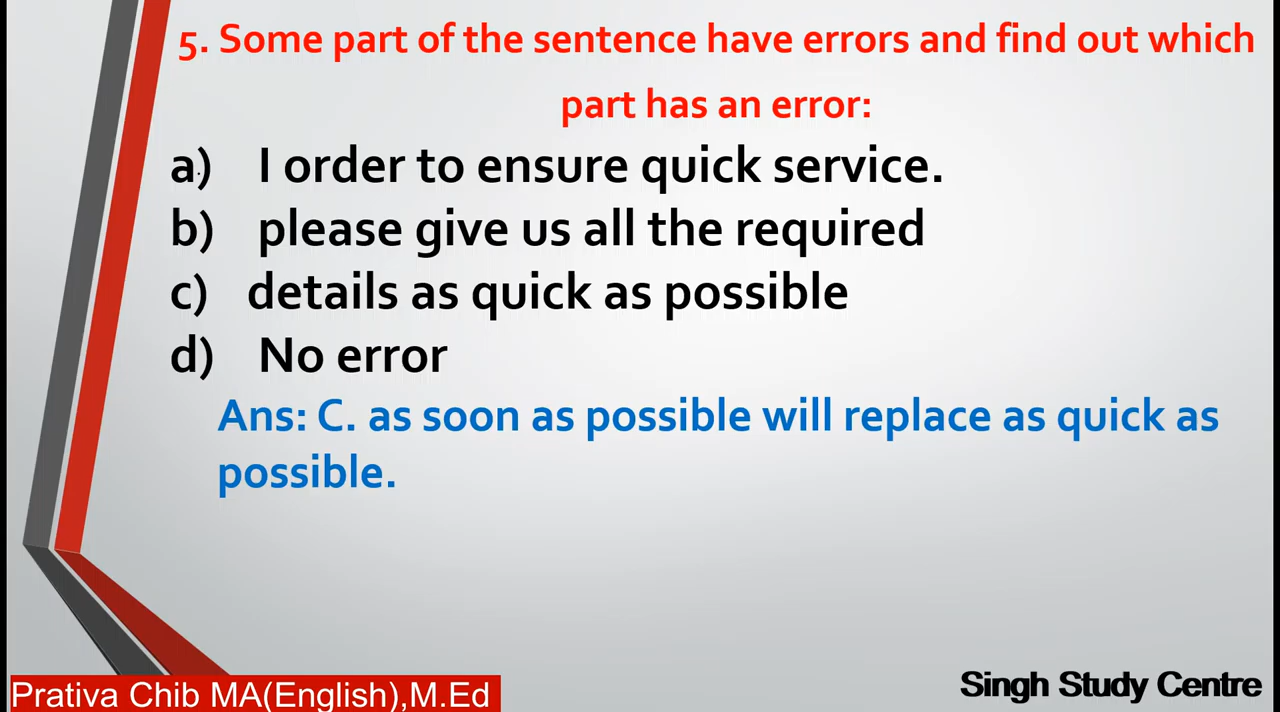 5. Some part of the sentence have errors and find out which
part has an error:
a) I order to ensure quick service.
b) please give us all the required
c) details as quick as possible
d) No error
Ans: C. as soon as possible will replace as quick as
possible.
Prativa Chib MA(English),M.Ed
Singh Study Centre